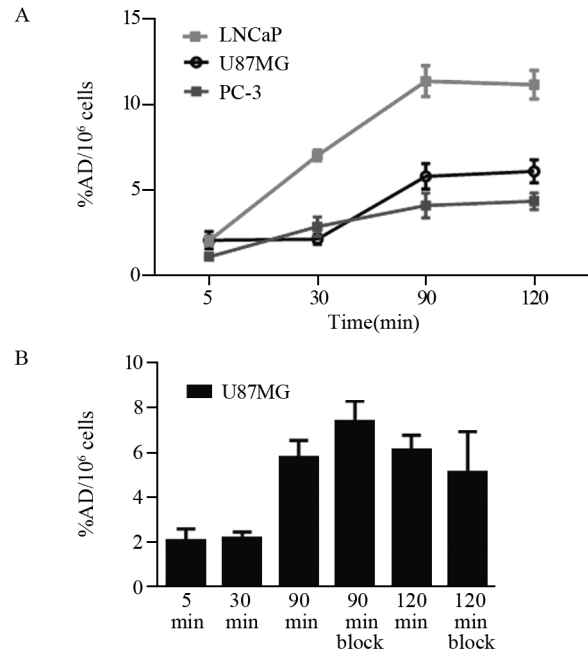 A
LNCaP
U87MG
PC-3
%AD/10⁶ cells
15
10
5
0
5 30 90 120
Time(min)
B
U87MG
%AD/10⁶ cells
10
8
6
4
2
0
5 30 90 90 120 120
min min min min min min
block block